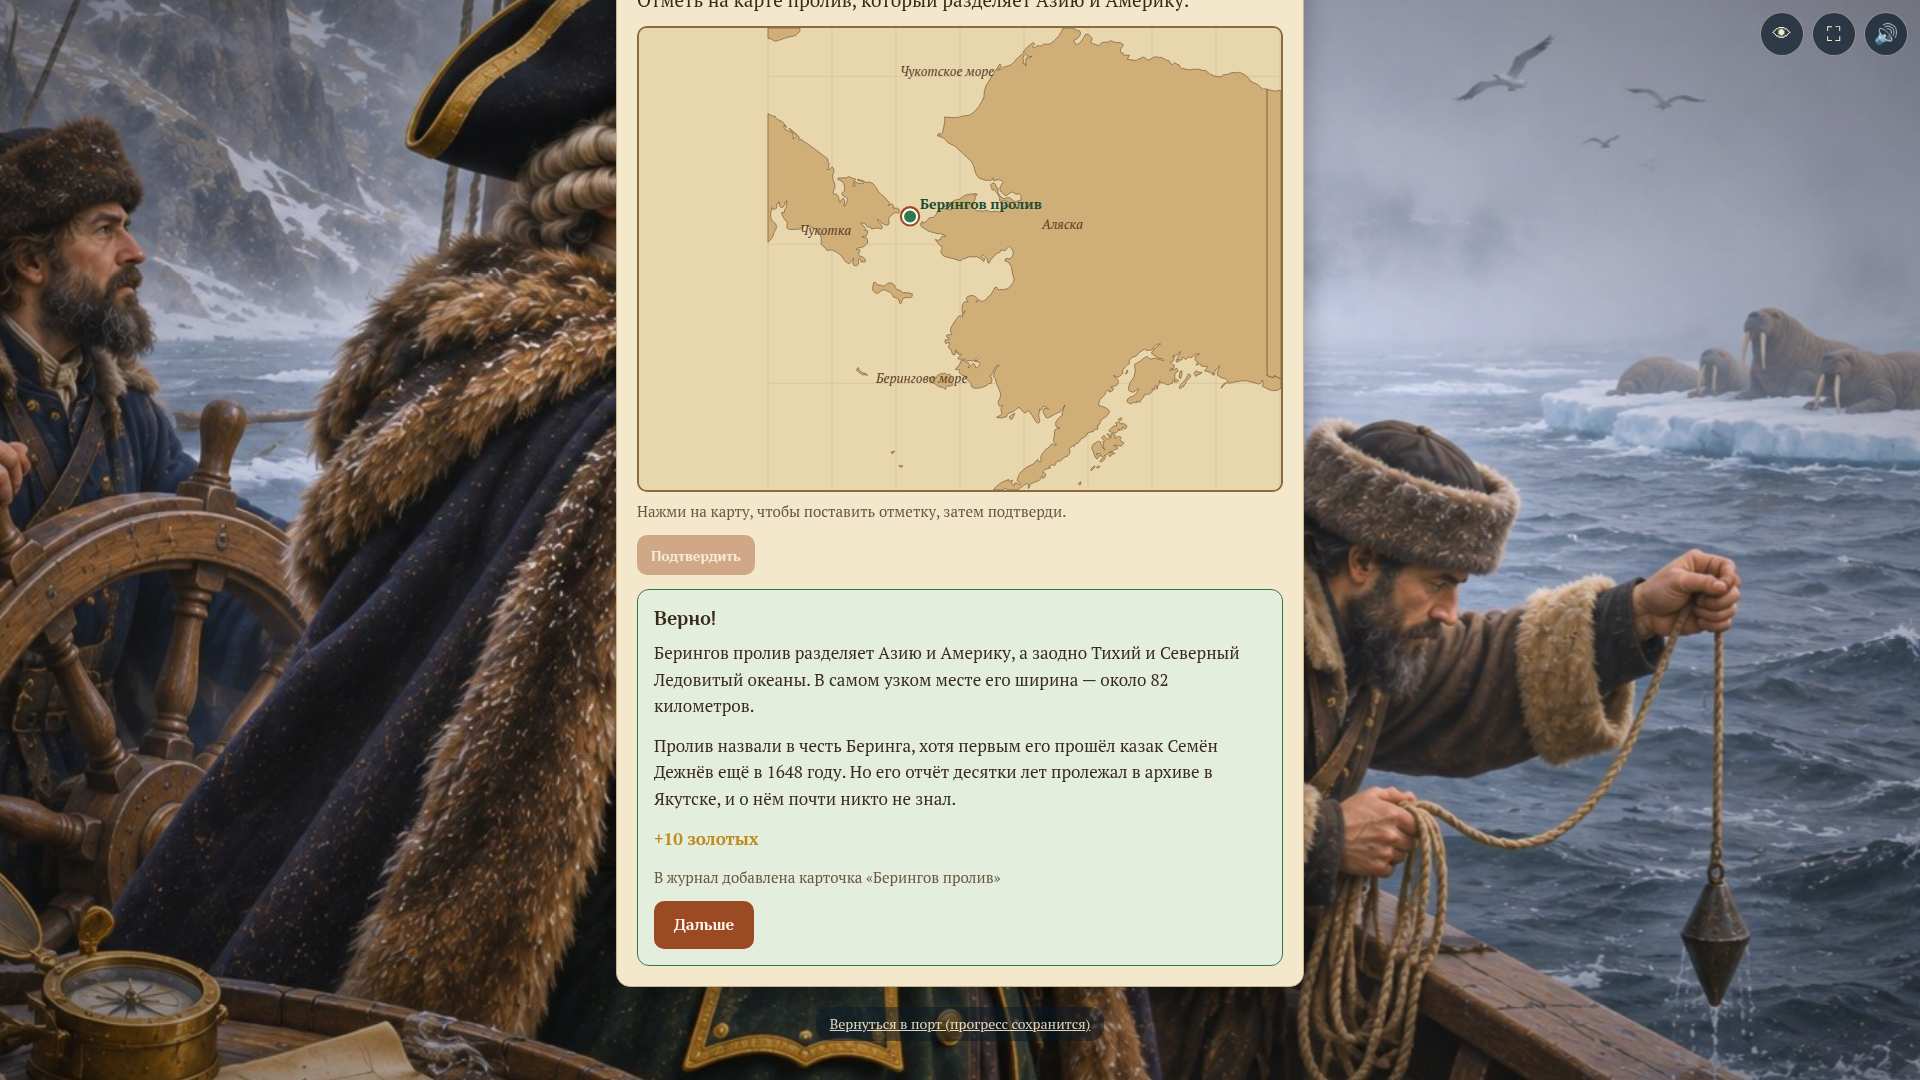 Отметь на карте пролив, который разделяет Азию и Америку.
Чукотское море
Берингов пролив
Чукотка
Аляска
Берингово море
Нажми на карту, чтобы поставить отметку, затем подтверди.
Подтвердить
Верно!
Берингов пролив разделяет Азию и Америку, а заодно Тихий и Северный
Ледовитый океаны. В самом узком месте его ширина — около 82
километров.
Пролив назвали в честь Беринга, хотя первым его прошёл казак Семён
Дежнёв ещё в 1648 году. Но его отчёт десятки лет пролежал в архиве в
Якутске, и о нём почти никто не знал.
+10 золотых
В журнал добавлена карточка «Берингов пролив»
Дальше
Вернуться в порт (прогресс сохранится)